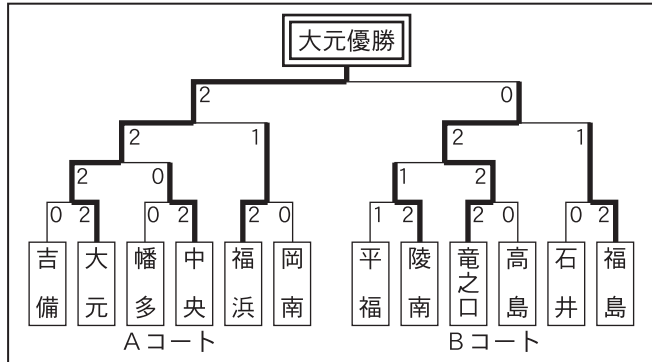 大元優勝
2 0
2 1 2 1
2 0 1 2
0 2 0 2 2 0 1 2 2 0 0 2
吉備 大元 幡多 中央 福浜 岡南 平福 陵南 竜之口 高島 石井 福島
Aコート Bコート